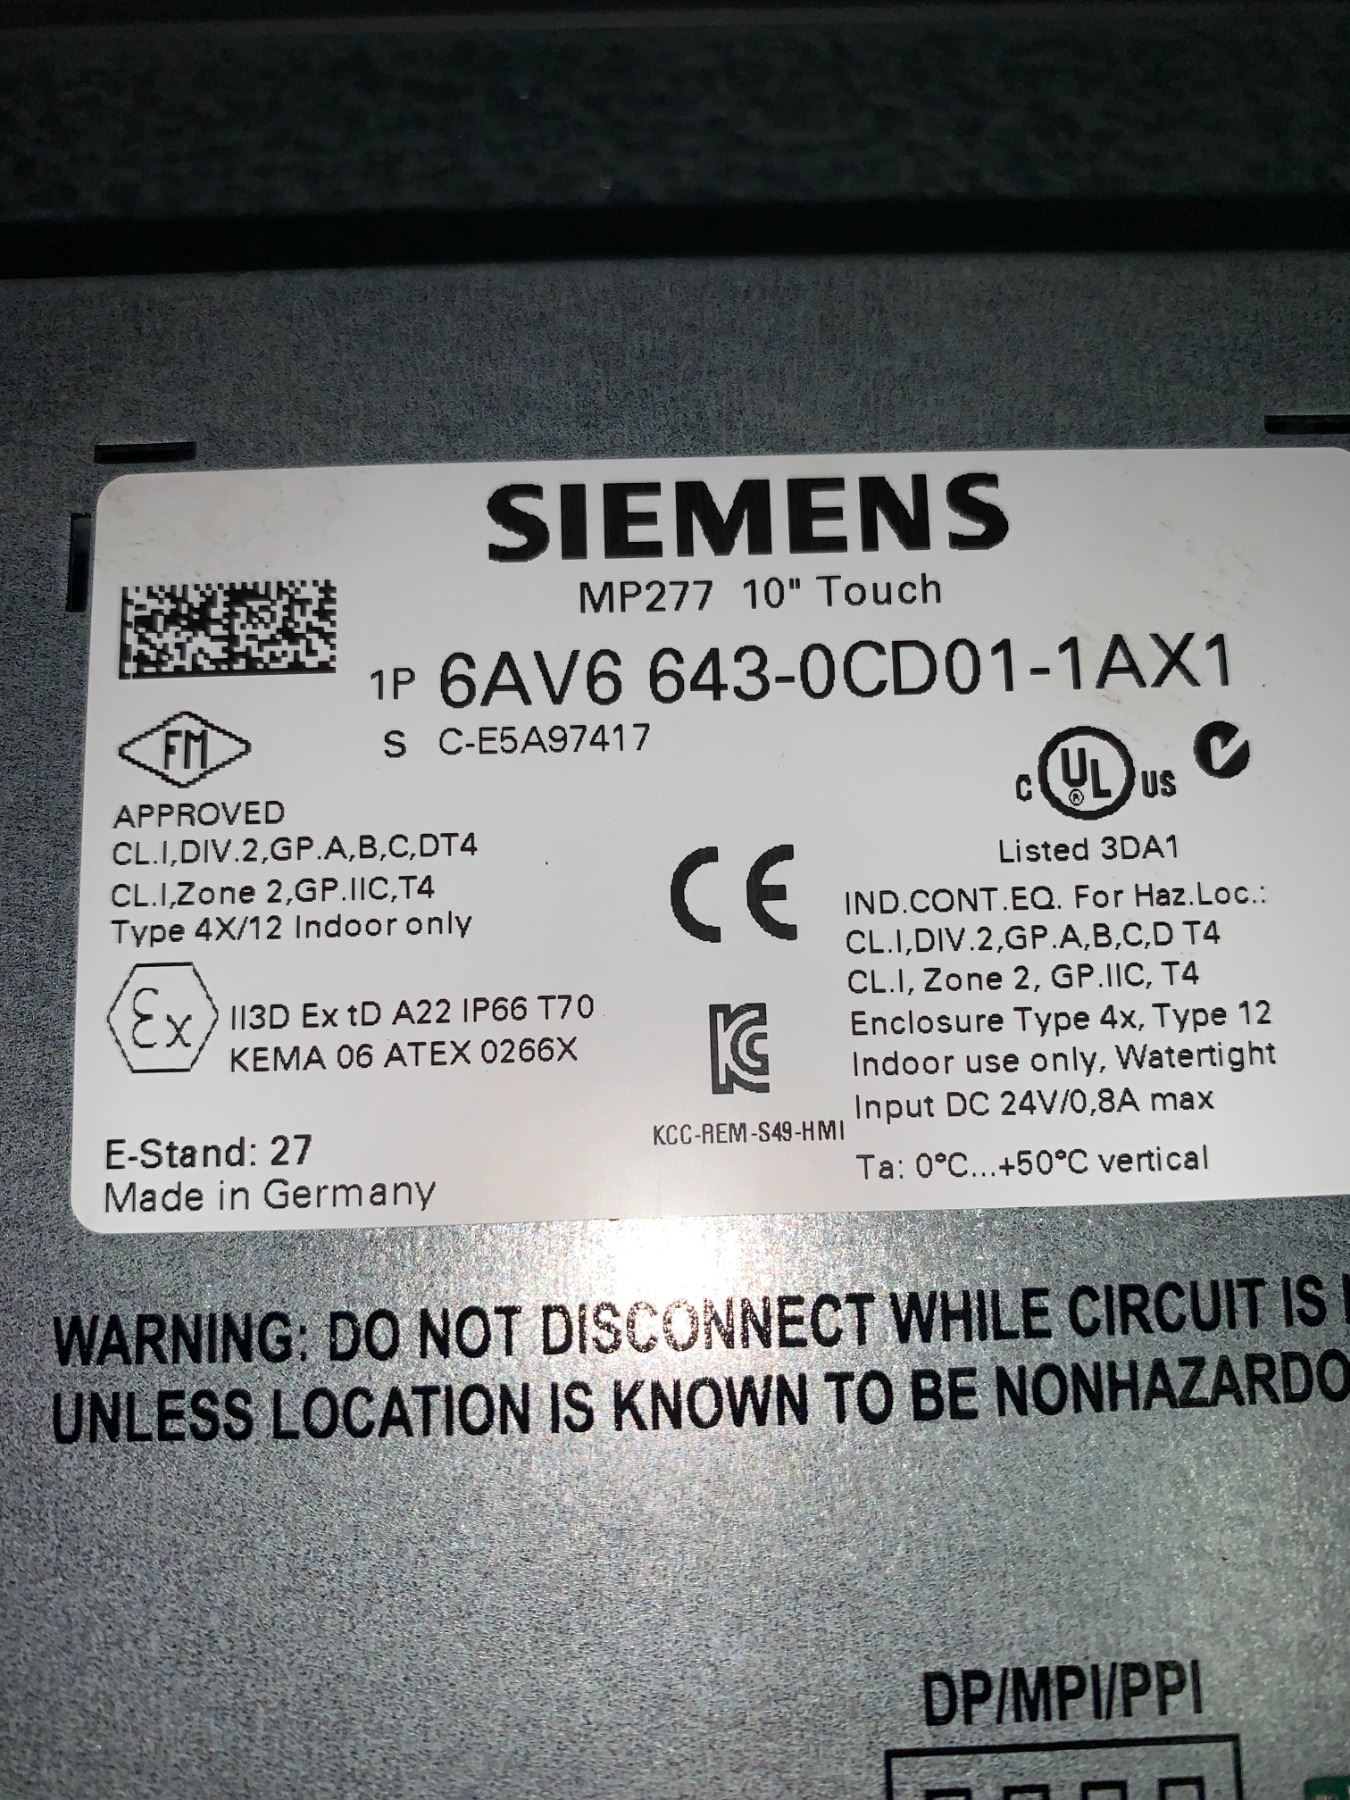 SIEMENS
MP277 10" Touch
1P 6AV6 643-0CD01-1AX1
S C-E5A97417
FM
APPROVED
CL.I,DIV.2,GP.A,B,C,DT4
CL.I,Zone 2,GP.IIC,T4
Type 4X/12 Indoor only
Ex II3D Ex tD A22 IP66 T70
KEMA 06 ATEX 0266X
E-Stand: 27
Made in Germany
CE
KC
KCC-REM-S49-HMI
C UL ® US
Listed 3DA1
IND.CONT.EQ. For Haz.Loc.:
CL.I,DIV.2,GP.A,B,C,D T4
CL.I, Zone 2, GP.IIC, T4
Enclosure Type 4x, Type 12
Indoor use only, Watertight
Input DC 24V/0,8A max
Ta: 0°C...+50°C vertical
WARNING: DO NOT DISCONNECT WHILE CIRCUIT IS
UNLESS LOCATION IS KNOWN TO BE NONHAZARDO
DP/MPI/PPI